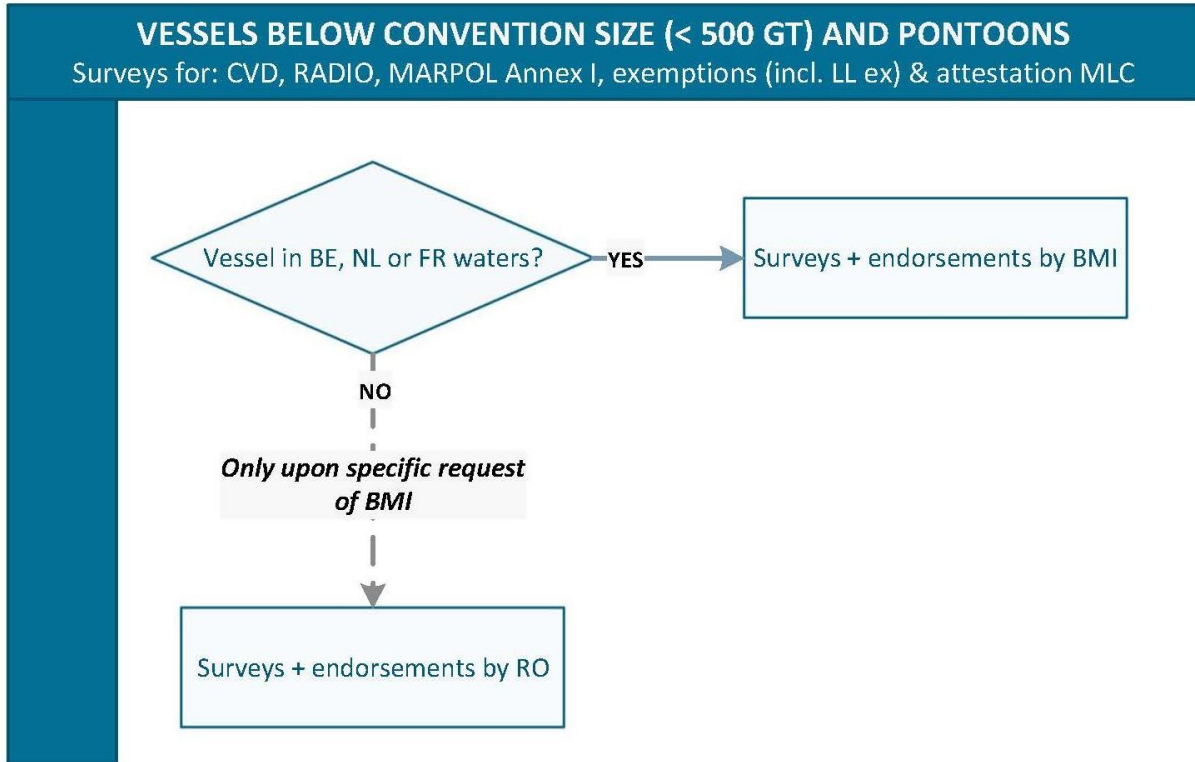 VESSELS BELOW CONVENTION SIZE (< 500 GT) AND PONTOONS
Surveys for: CVD, RADIO, MARPOL Annex I, exemptions (incl. LL ex) & attestation MLC
Vessel in BE, NL or FR waters?
YES
Surveys + endorsements by BMI
NO
Only upon specific request
of BMI
Surveys + endorsements by RO